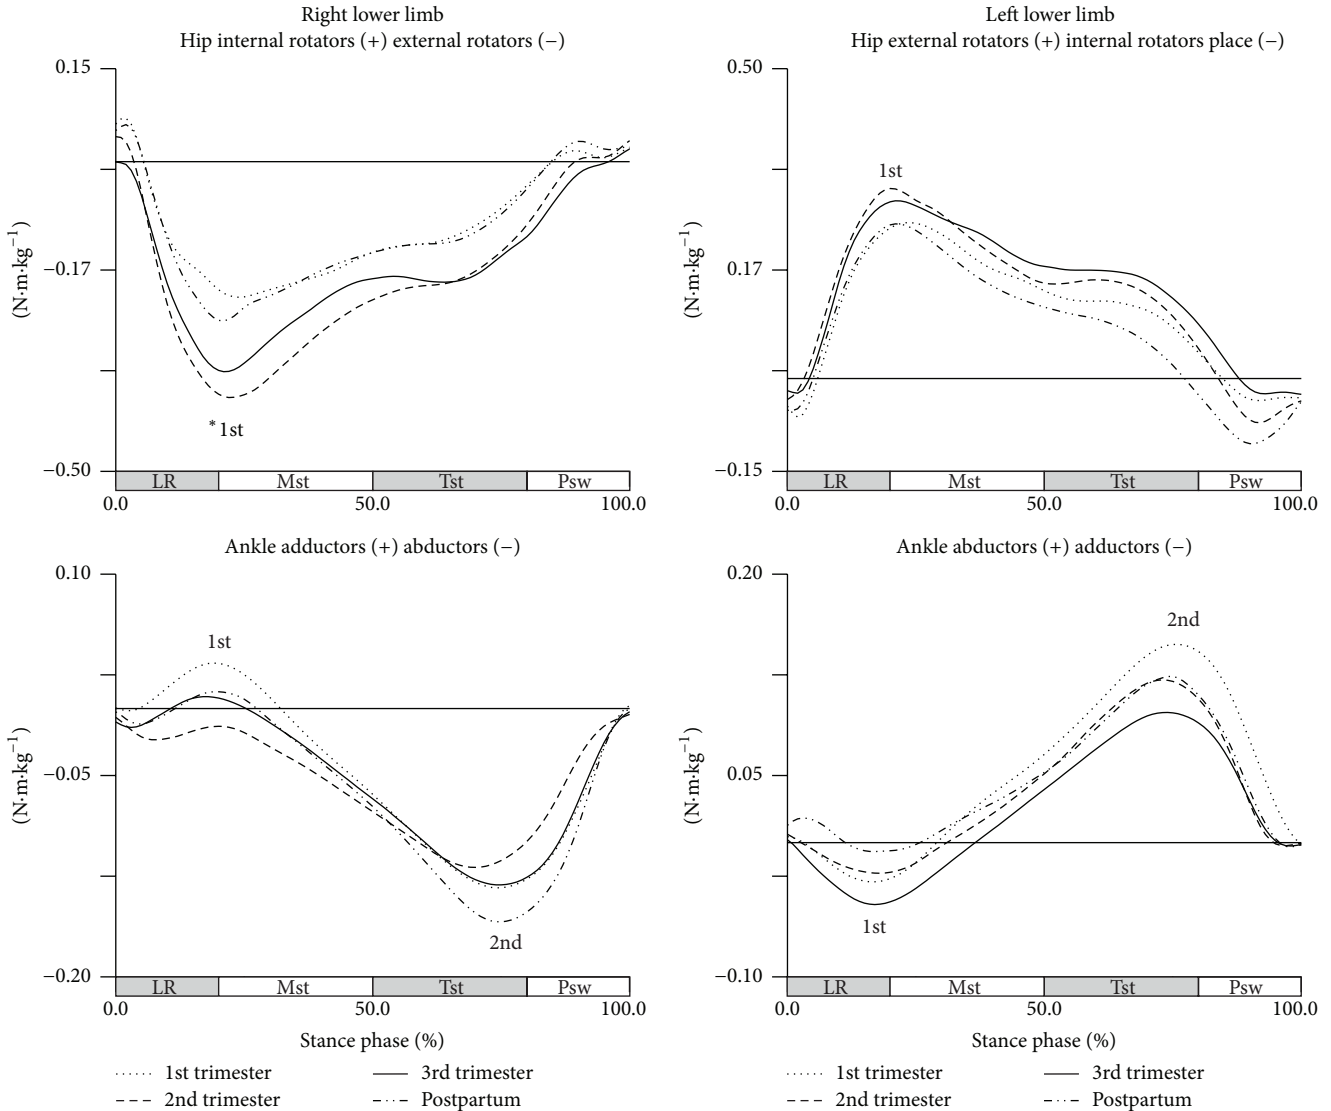 Right lower limb
Hip internal rotators (+) external rotators (−)
0.15
−0.17
−0.50
(N·m·kg⁻¹)
*1st
LR Mst Tst Psw
0.0 50.0 100.0
Left lower limb
Hip external rotators (+) internal rotators place (−)
0.50
0.17
−0.15
(N·m·kg⁻¹)
1st
LR Mst Tst Psw
0.0 50.0 100.0
Ankle adductors (+) abductors (−)
0.10
−0.05
−0.20
(N·m·kg⁻¹)
1st
2nd
LR Mst Tst Psw
0.0 50.0 100.0
Stance phase (%)
1st trimester 3rd trimester
2nd trimester Postpartum
Ankle abductors (+) adductors (−)
0.20
0.05
−0.10
(N·m·kg⁻¹)
2nd
1st
LR Mst Tst Psw
0.0 50.0 100.0
Stance phase (%)
1st trimester 3rd trimester
2nd trimester Postpartum